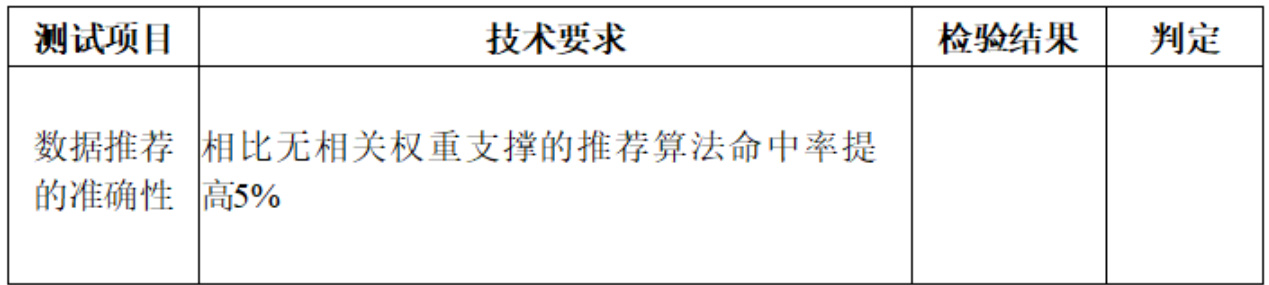 测试项目 技术要求 检验结果 判定
数据推荐 相比无相关权重支撑的推荐算法命中率提
的准确性 高5%